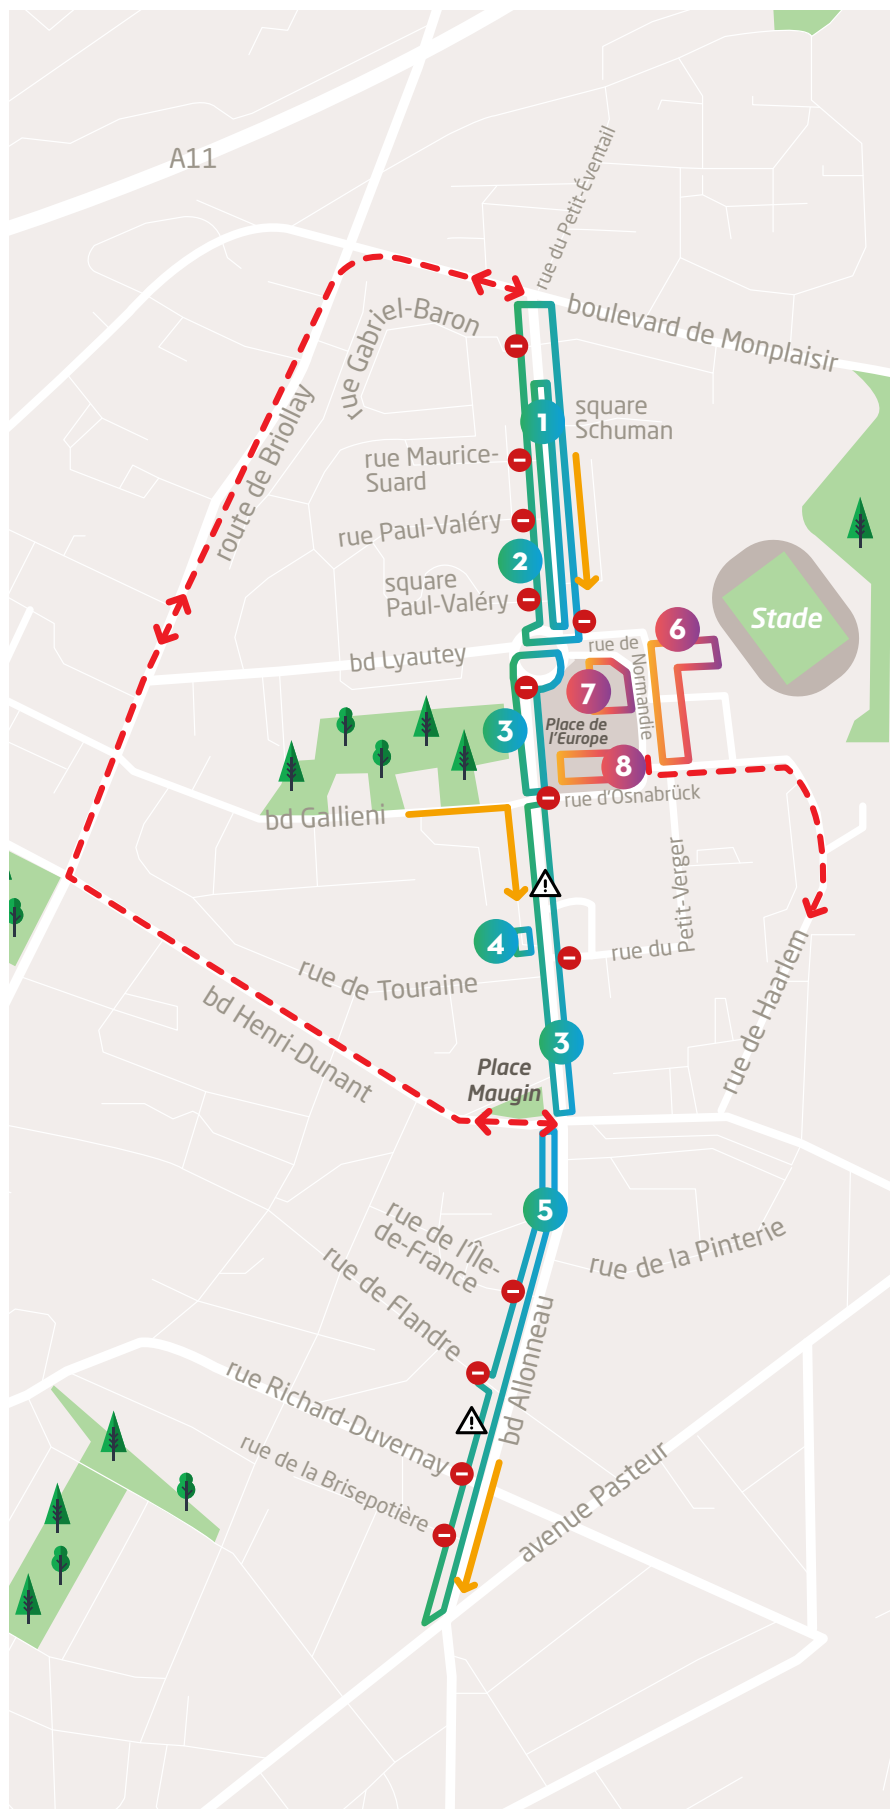 A11
rue du Petit-Éventail
boulevard de Monplaisir
rue Gabriel-Baron
route de Briollay
1
square
Schuman
rue Maurice-
Suard
rue Paul-Valéry
2
square
Paul-Valéry
Stade
6
bd Lyautey
rue de
Normandie
7
3
Place de
l'Europe
8
rue d'Osnabrück
bd Gallieni
!
4
rue du
Petit-Verger
rue de Touraine
bd Henri-Dunant
rue de Haarlem
3
Place
Maugin
5
rue de l'Île-
de-France
rue de la Pinterie
rue de Flandre
bd Allonneau
rue Richard-Duvernay
!
rue de la Brisepotière
avenue Pasteur